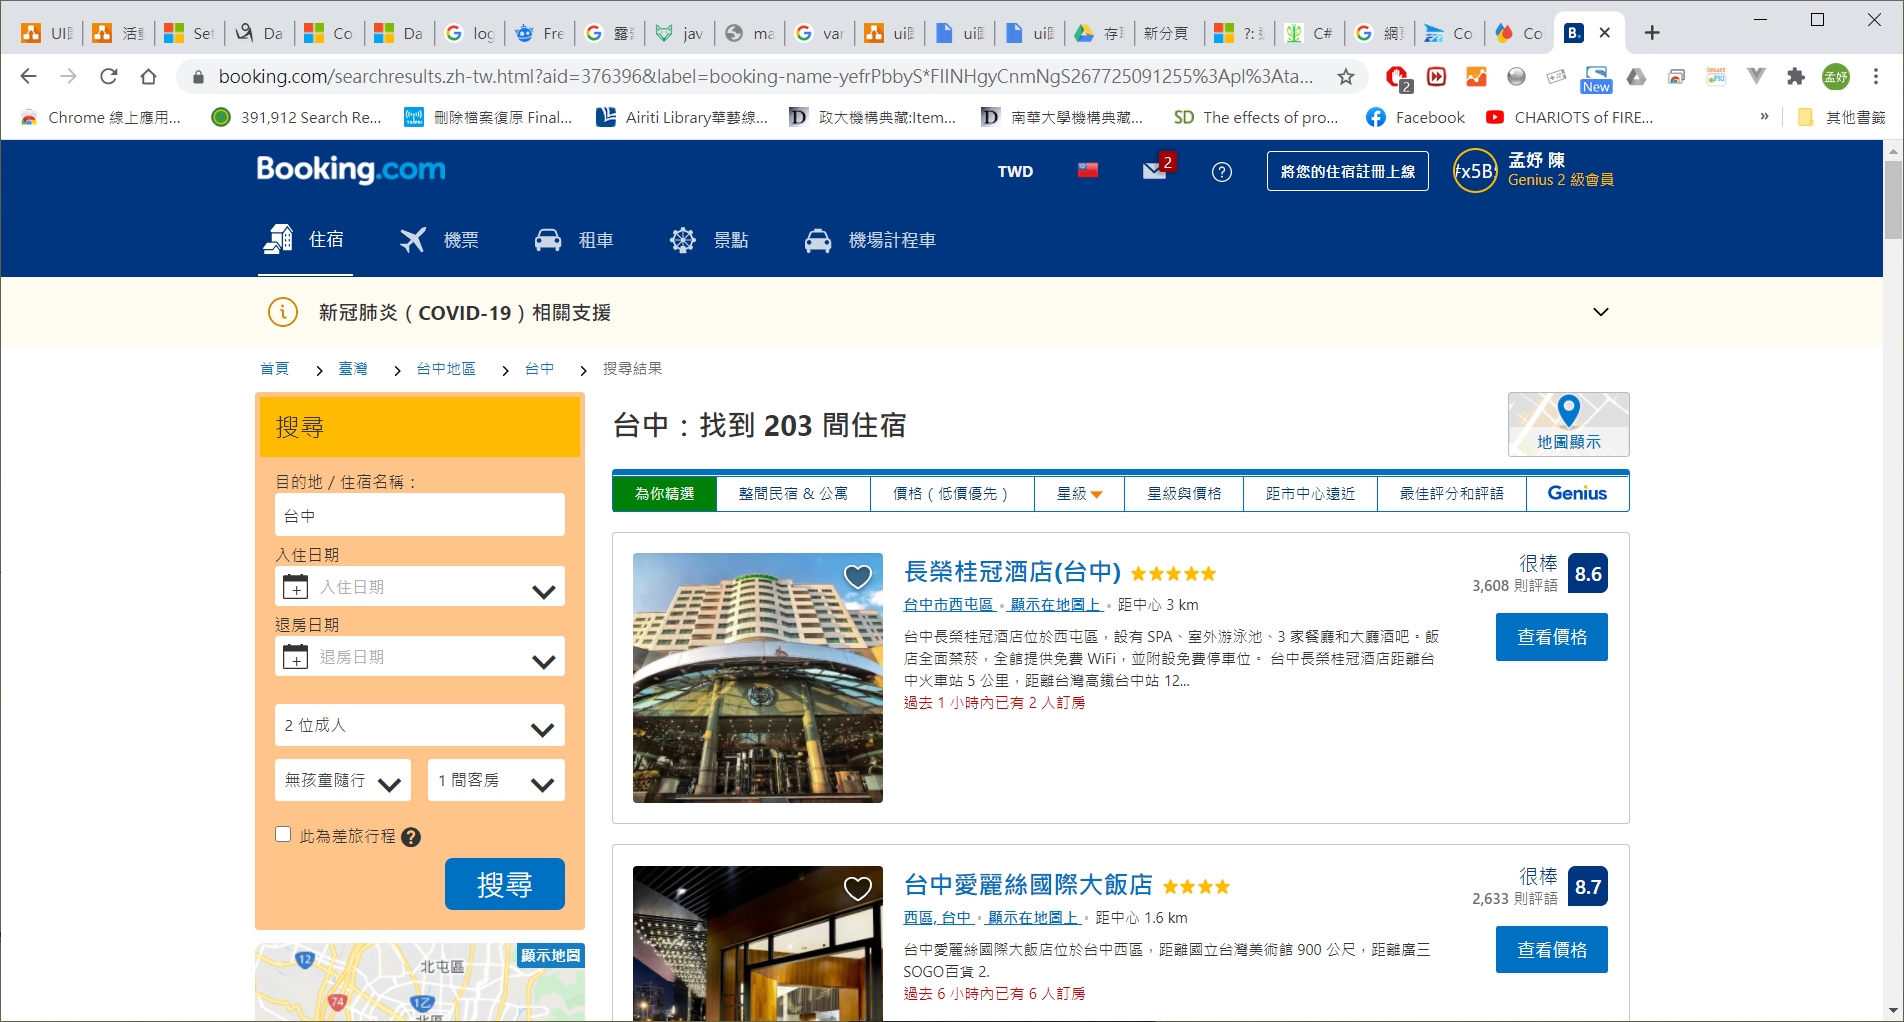 UI
活
Set
Da
Co
Da
log
Fre
露
jav
ma
var
ui
ui
ui
存
新分頁
?:
C#
網
Co
Co
booking.com/searchresults.zh-tw.html?aid=376396&label=booking-name-yefrPbbyS*FIINHgyCnmNgS267725091255%3Apl%3Ata...
2
New
孟妤
Chrome 線上應用...
391,912 Search Re...
刪除檔案復原 Final...
Airiti Library華藝線...
政大機構典藏:Item...
南華大學機構典藏...
SD The effects of pro...
Facebook
CHARIOTS of FIRE...
»
其他書籤
Booking.com
TWD
2
將您的住宿註冊上線
孟妤 陳
Genius 2 級會員
住宿
機票
租車
景點
機場計程車
新冠肺炎（COVID-19）相關支援
首頁 > 臺灣 > 台中地區 > 台中 > 搜尋結果
搜尋
目的地 / 住宿名稱：
台中
入住日期
入住日期
退房日期
退房日期
2 位成人
無孩童隨行
1 間客房
此為差旅行程
搜尋
顯示地圖
12
北屯區
74
1乙
北區
台中：找到 203 間住宿
地圖顯示
為你精選
整間民宿 & 公寓
價格（低價優先）
星級
星級與價格
距市中心遠近
最佳評分和評語
Genius
長榮桂冠酒店(台中)
台中市西屯區 • 顯示在地圖上 • 距中心 3 km
台中長榮桂冠酒店位於西屯區，設有 SPA、室外游泳池、3 家餐廳和大廳酒吧。飯
店全面禁菸，全館提供免費 WiFi，並附設免費停車位。 台中長榮桂冠酒店距離台
中火車站 5 公里，距離台灣高鐵台中站 12...
過去 1 小時內已有 2 人訂房
很棒
8.6
3,608 則評語
查看價格
台中愛麗絲國際大飯店
西區, 台中 • 顯示在地圖上 • 距中心 1.6 km
台中愛麗絲國際大飯店位於台中西區，距離國立台灣美術館 900 公尺，距離廣三
SOGO百貨 2.
過去 6 小時內已有 6 人訂房
很棒
8.7
2,633 則評語
查看價格